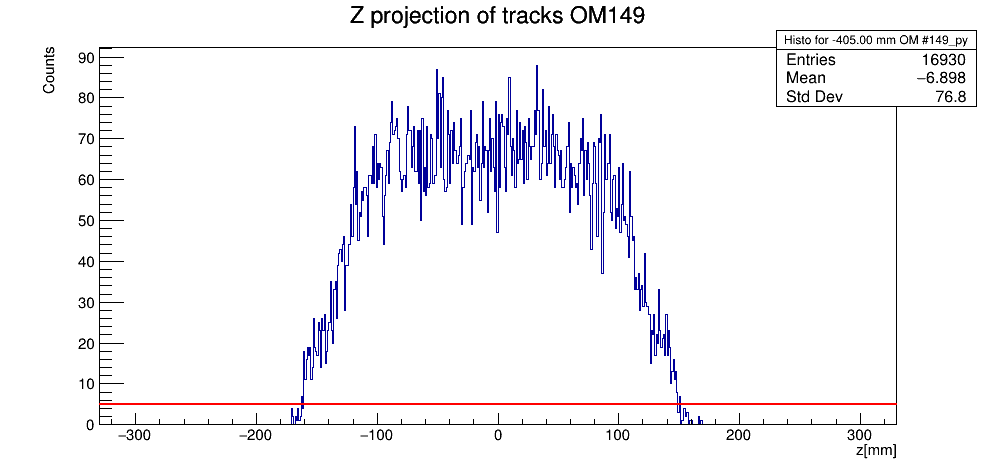 Z projection of tracks OM149
Histo for -405.00 mm OM #149_py
Entries 16930
Mean −6.898
Std Dev 76.8
Counts
90
80
70
60
50
40
30
20
10
0
−300 −200 −100 0 100 200 300
z[mm]